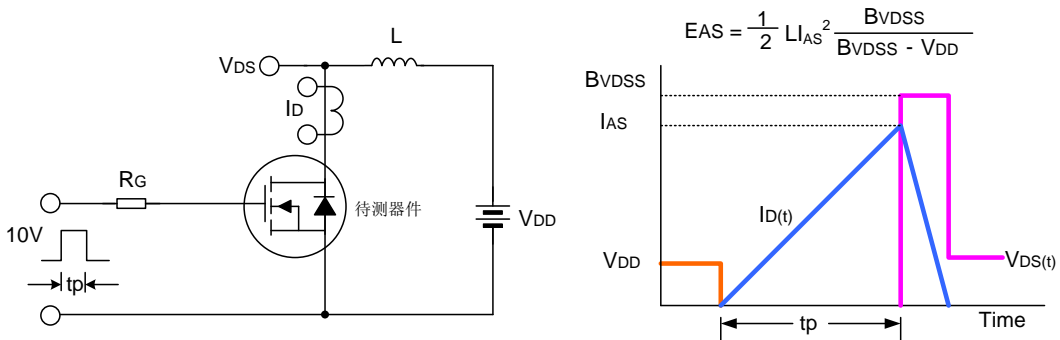 VDS
L
ID
RG
10V
tp
待测器件
VDD
EAS = 1/2 LIAS² BVDSS/(BVDSS - VDD)
BVDSS
IAS
ID(t)
VDD
VDS(t)
tp
Time